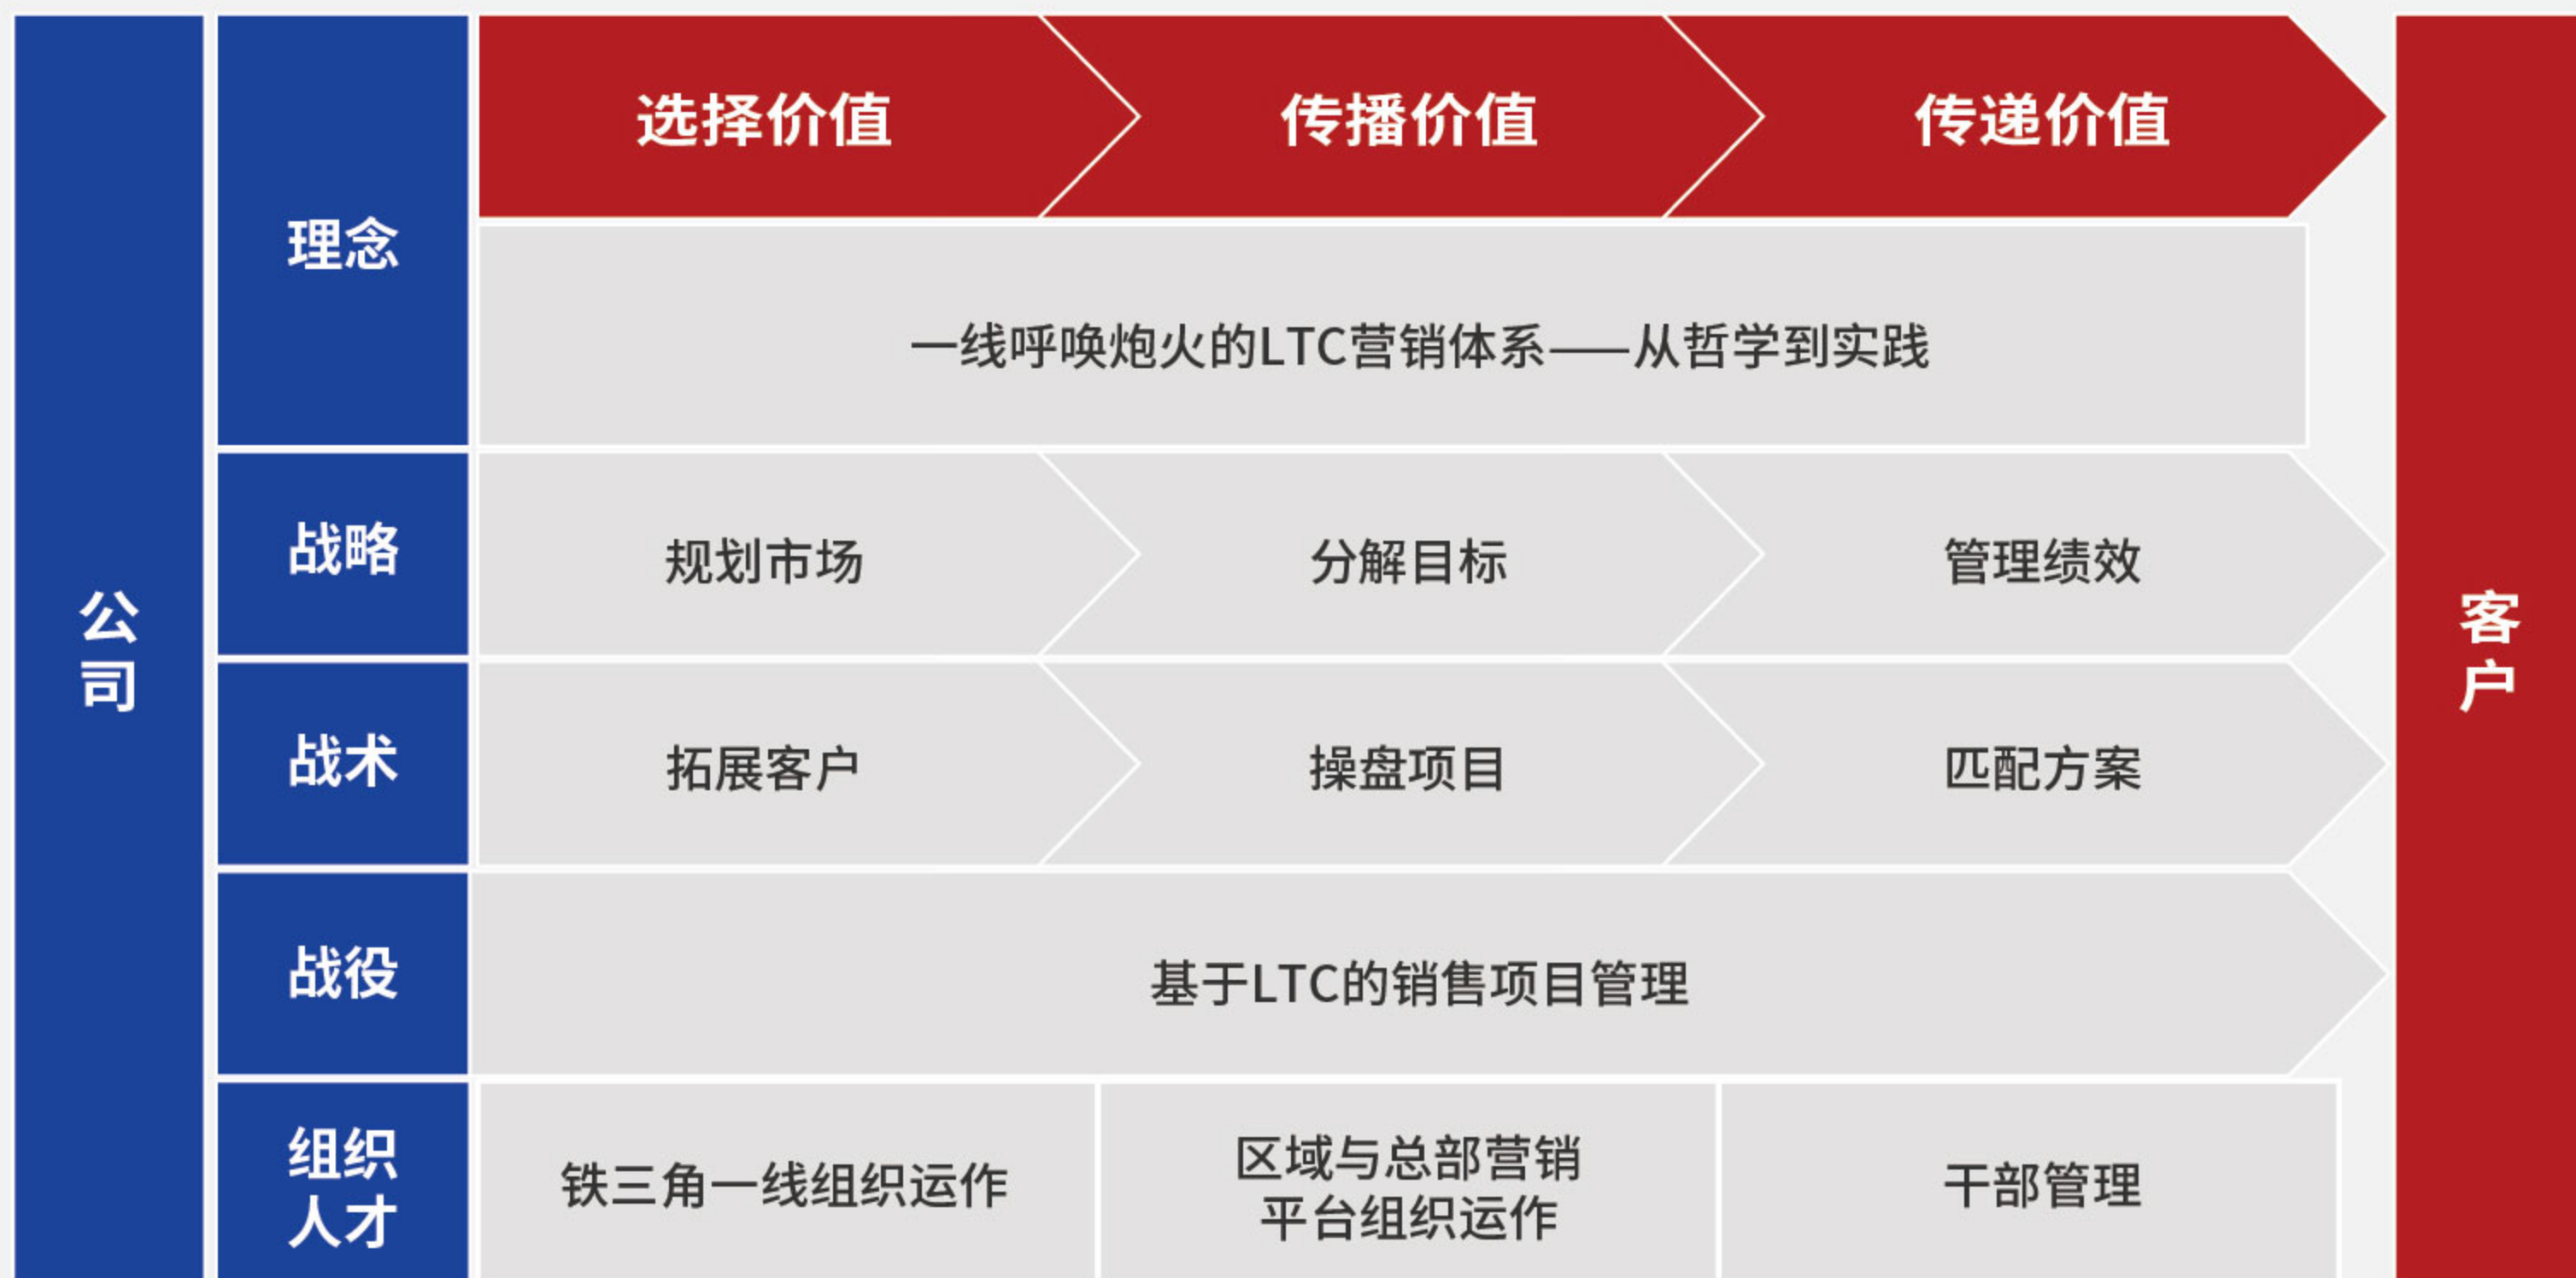 公
司
理念
选择价值
传播价值
传递价值
一线呼唤炮火的LTC营销体系——从哲学到实践
战略
规划市场
分解目标
管理绩效
战术
拓展客户
操盘项目
匹配方案
战役
基于LTC的销售项目管理
组织
人才
铁三角一线组织运作
区域与总部营销
平台组织运作
干部管理
客
户